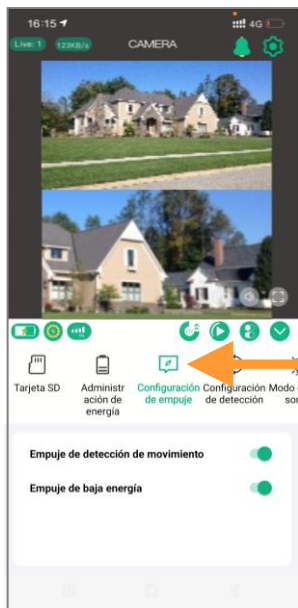 16:15 4G
Live: 1 123KB/s CAMERA
Tarjeta SD Administr Configuración Configuración Modo
ación de de empuje de detección
energía
Empuje de detección de movimiento
Empuje de baja energía